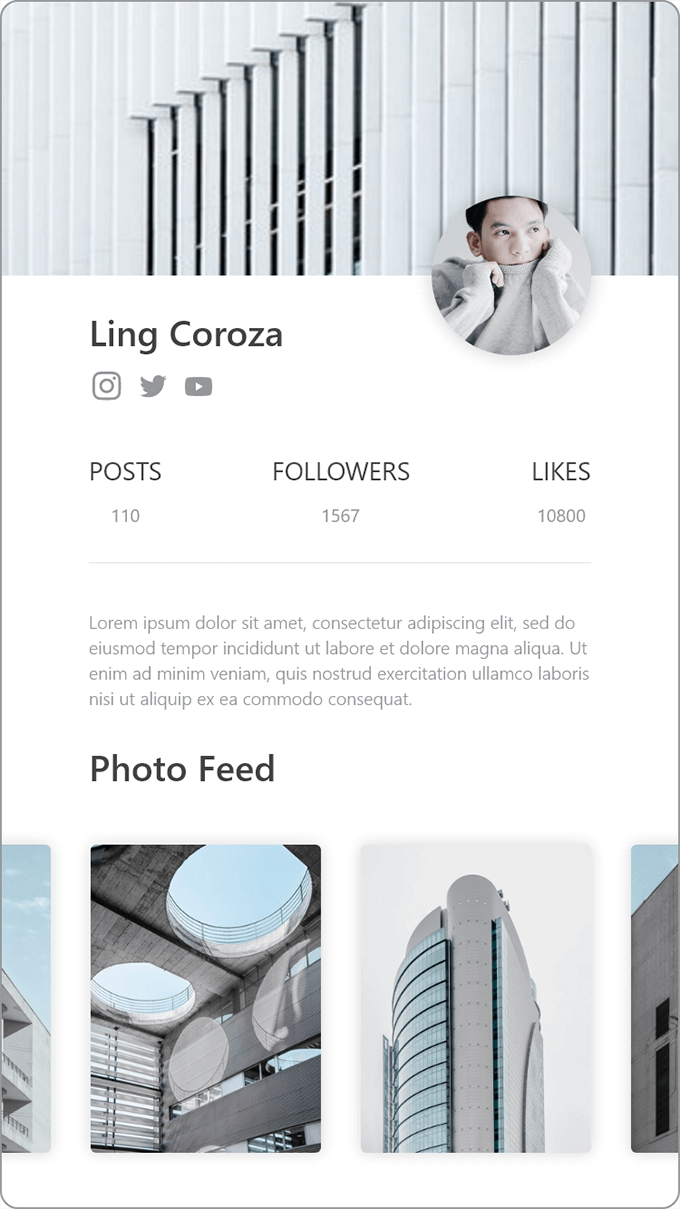 Ling Coroza
POSTS
FOLLOWERS
LIKES
110
1567
10800
Lorem ipsum dolor sit amet, consectetur adipiscing elit, sed do
eiusmod tempor incididunt ut labore et dolore magna aliqua. Ut
enim ad minim veniam, quis nostrud exercitation ullamco laboris
nisi ut aliquip ex ea commodo consequat.
Photo Feed